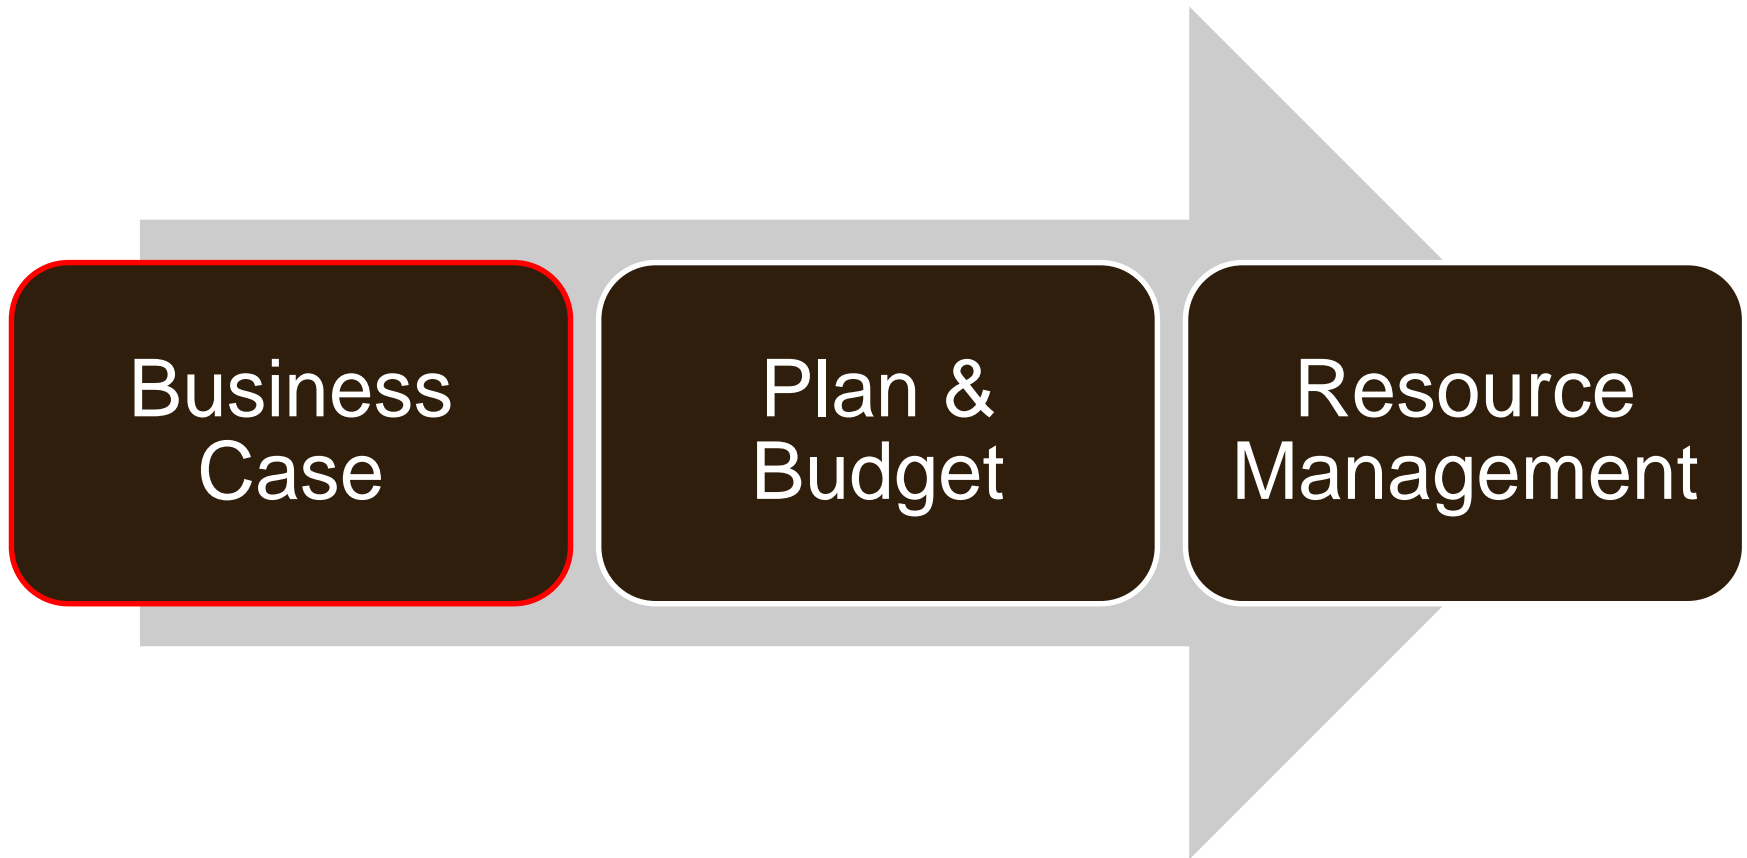 Business
Case
Plan &
Budget
Resource
Management